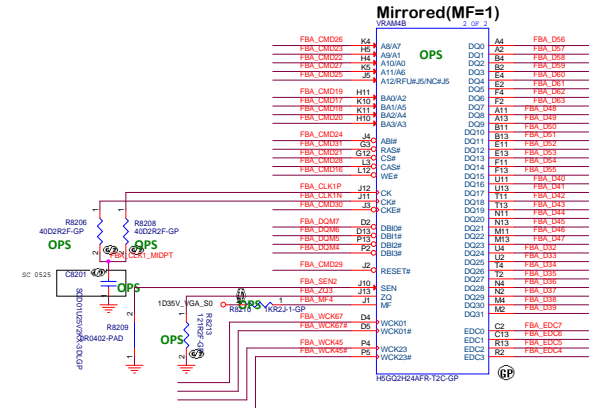 Mirrored(MF=1)
VRAM4B
2 OF 2
OPS
FBA_CMD26 K4 A8/A7
FBA_CMD23 H5 A9/A1
FBA_CMD22 H4 A10/A0
FBA_CMD27 K5 A11/A6
FBA_CMD25 J5 A12/RFU#J5/NC#J5
FBA_CMD19 H11 BA0/A2
FBA_CMD17 K10 BA1/A5
FBA_CMD18 K11 BA2/A4
FBA_CMD20 H10 BA3/A3
FBA_CMD24 J4 ABI#
FBA_CMD31 G3 RAS#
FBA_CMD21 G12 CS#
FBA_CMD28 L3 CAS#
FBA_CMD16 L12 WE#
FBA_CLK1P J12 CK
FBA_CLK1N J11 CK#
FBA_CMD30 J3 CKE#
FBA_DQM7 D2 DBI0#
FBA_DQM6 D13 DBI1#
FBA_DQM5 P13 DBI2#
FBA_DQM4 P2 DBI3#
FBA_CMD29 J2 RESET#
FBA_SEN2 J10 SEN
FBA_ZQ3 J13 ZQ
FBA_MF4 J1 MF
FBA_WCK67 D4 WCK01
FBA_WCK67# D5 WCK01#
FBA_WCK45 P4 WCK23
FBA_WCK45# P5 WCK23#
DQ0 A4 FBA_D56
DQ1 A2 FBA_D57
DQ2 B4 FBA_D58
DQ3 B2 FBA_D59
DQ4 E4 FBA_D60
DQ5 E2 FBA_D61
DQ6 F4 FBA_D62
DQ7 F2 FBA_D63
DQ8 A11 FBA_D48
DQ9 A13 FBA_D49
DQ10 B11 FBA_D50
DQ11 B13 FBA_D51
DQ12 E11 FBA_D52
DQ13 E13 FBA_D53
DQ14 F11 FBA_D54
DQ15 F13 FBA_D55
DQ16 U11 FBA_D40
DQ17 U13 FBA_D41
DQ18 T11 FBA_D42
DQ19 T13 FBA_D43
DQ20 N11 FBA_D44
DQ21 N13 FBA_D45
DQ22 M11 FBA_D46
DQ23 M13 FBA_D47
DQ24 U4 FBA_D32
DQ25 U2 FBA_D33
DQ26 T4 FBA_D34
DQ27 T2 FBA_D35
DQ28 N4 FBA_D36
DQ29 N2 FBA_D37
DQ30 M4 FBA_D38
DQ31 M2 FBA_D39
EDC0 C2 FBA_EDC7
EDC1 C13 FBA_EDC6
EDC2 R13 FBA_EDC5
EDC3 R2 FBA_EDC4
H5GQ2H24AFR-T2C-GP
GP
R8206
40D2R2F-GP
OPS
R8208
40D2R2F-GP
OPS
FBA_CLK1_MIDPT
SC 0525
C8201
OPS
R8209
0R0402-PAD
1D35V_VGA_S0
R8210
1KR2J-1-GP
OPS
R8213
121R2F-GP
OPS